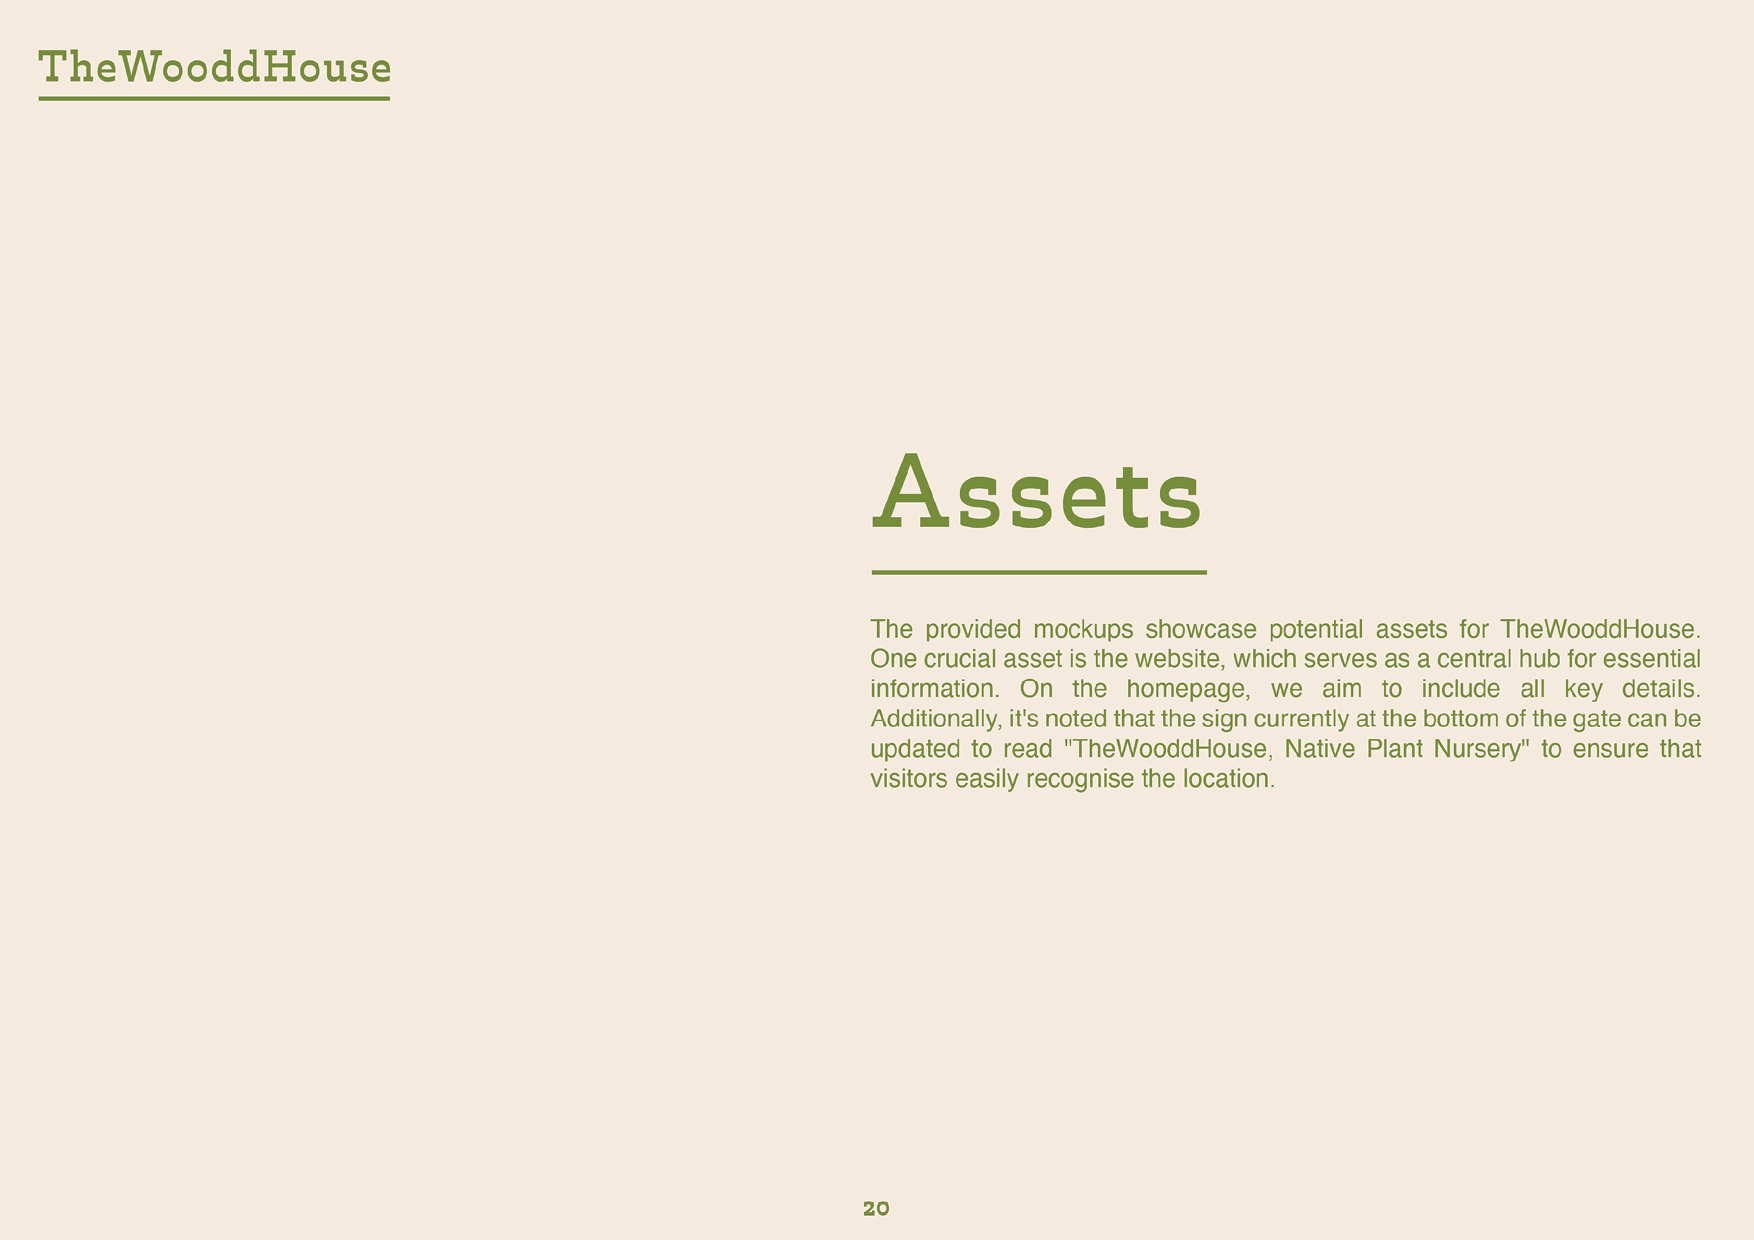 TheWooddHouse
Assets
The provided mockups showcase potential assets for TheWooddHouse.
One crucial asset is the website, which serves as a central hub for essential
information. On the homepage, we aim to include all key details.
Additionally, it's noted that the sign currently at the bottom of the gate can be
updated to read "TheWooddHouse, Native Plant Nursery" to ensure that
visitors easily recognise the location.
20